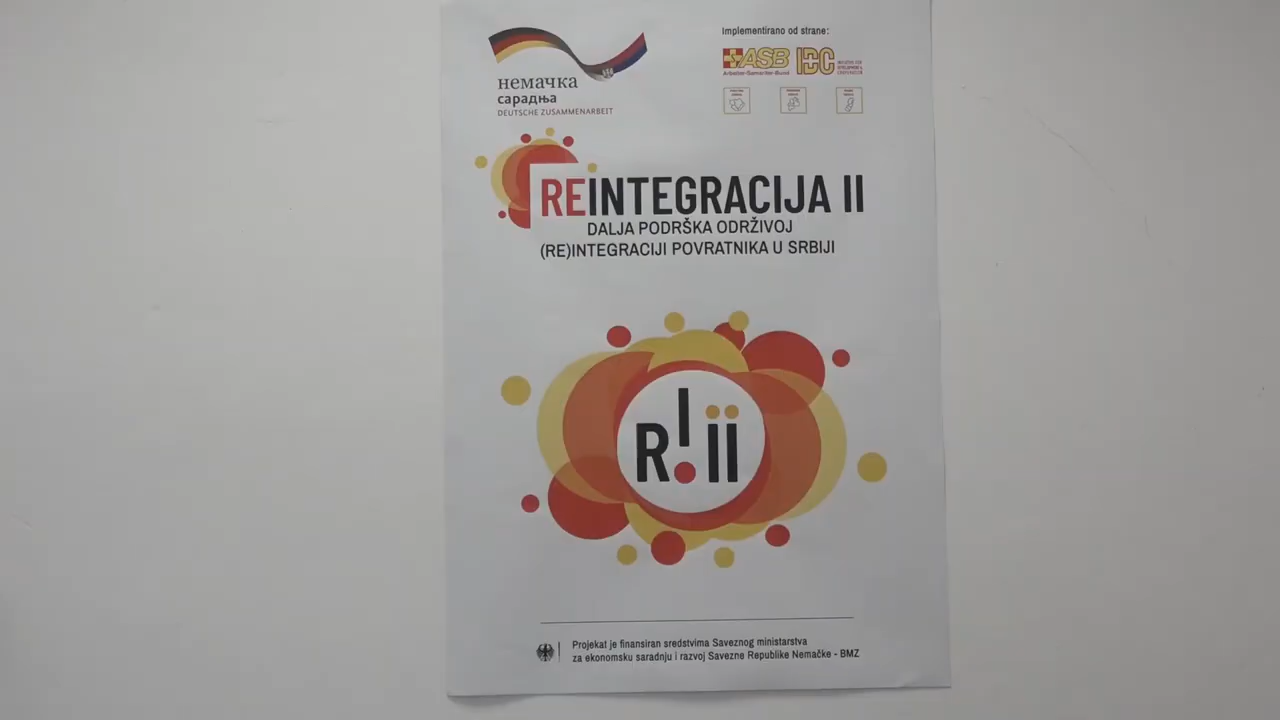 немачка
сарадња
DEUTSCHE ZUSAMMENARBEIT
Implementirano od strane:
ASB
Arbeiter-Samariter-Bund
IDC
REINTEGRACIJA II
DALJA PODRŠKA ODRŽIVOJ
(RE)INTEGRACIJI POVRATNIKA U SRBIJI
R!ii
Projekat je finansiran sredstvima Saveznog ministarstva
za ekonomsku saradnju i razvoj Savezne Republike Nemačke - BMZ